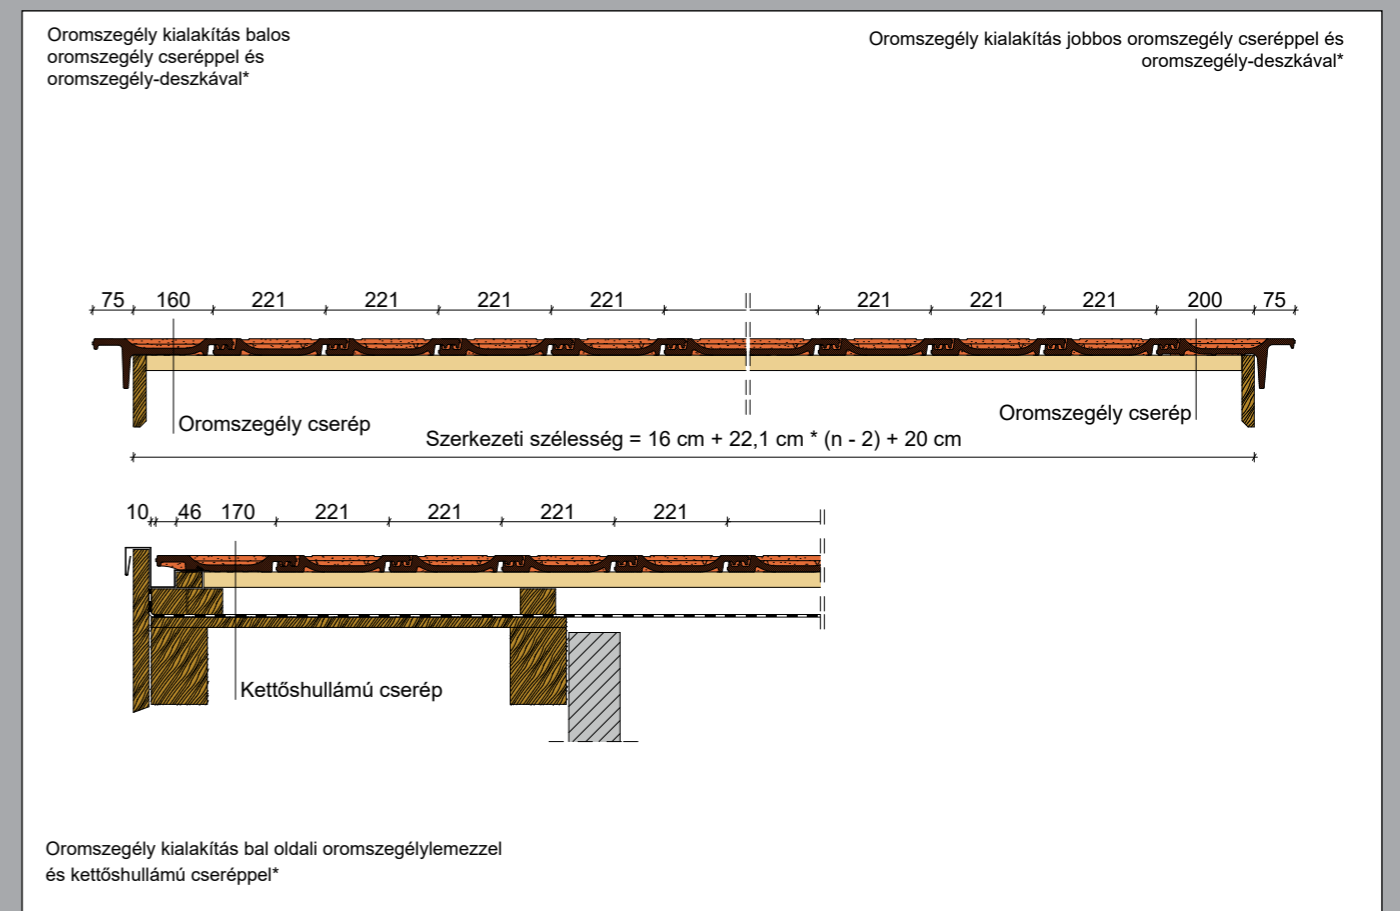 Oromszegély kialakítás balos
oromszegély cseréppel és
oromszegély-deszkával*
Oromszegély kialakítás jobbos oromszegély cseréppel és
oromszegély-deszkával*
75 160 221 221 221 221 221 221 221 200 75
Oromszegély cserép
Oromszegély cserép
Szerkezeti szélesség = 16 cm + 22,1 cm * (n - 2) + 20 cm
10 46 170 221 221 221 221
Kettőshullámú cserép
Oromszegély kialakítás bal oldali oromszegélylemezzel
és kettőshullámú cseréppel*